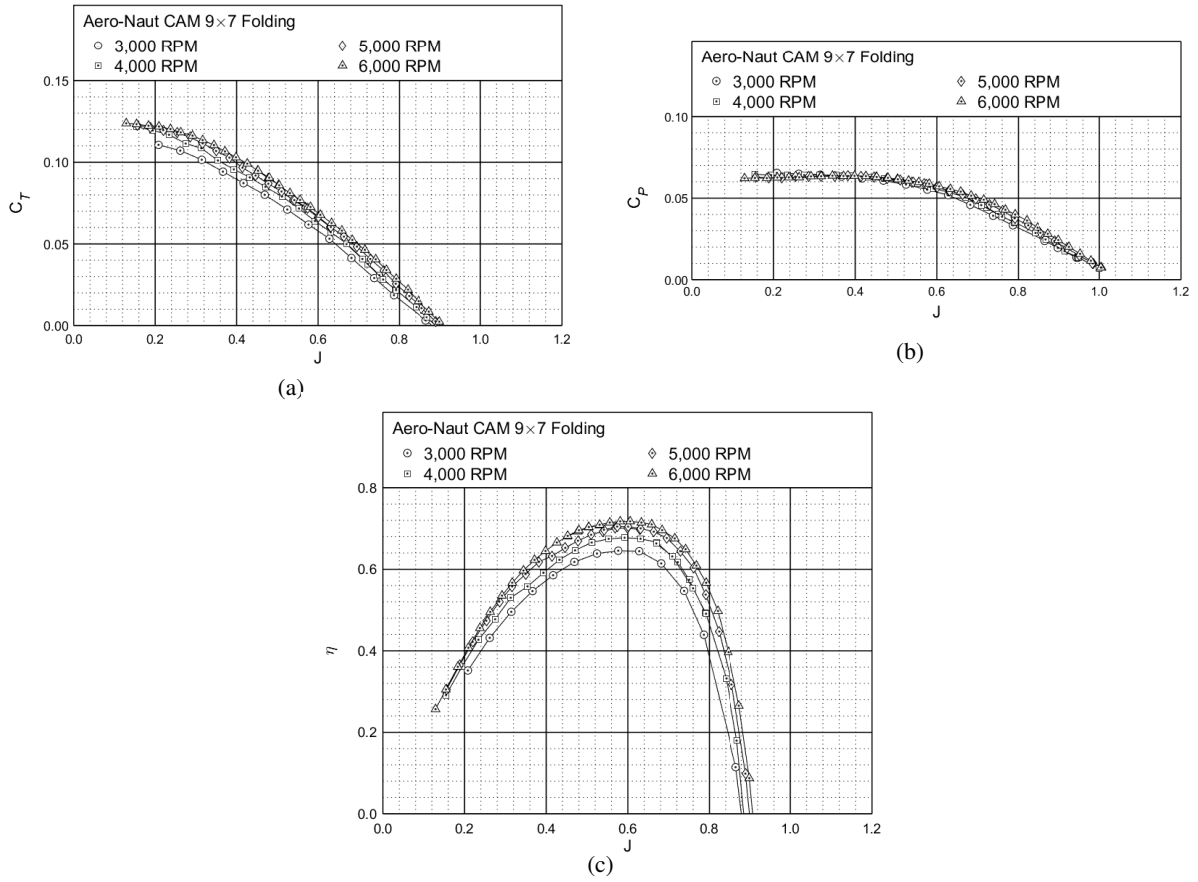 Aero-Naut CAM 9×7 Folding
3,000 RPM
5,000 RPM
4,000 RPM
6,000 RPM
0.15
0.10
0.05
0.00
C_T
0.0 0.2 0.4 0.6 0.8 1.0 1.2
J
(a)
Aero-Naut CAM 9×7 Folding
3,000 RPM
5,000 RPM
4,000 RPM
6,000 RPM
0.10
0.05
0.00
C_P
0.0 0.2 0.4 0.6 0.8 1.0 1.2
J
(b)
Aero-Naut CAM 9×7 Folding
3,000 RPM
5,000 RPM
4,000 RPM
6,000 RPM
0.8
0.6
0.4
0.2
0.0
η
0.0 0.2 0.4 0.6 0.8 1.0 1.2
J
(c)